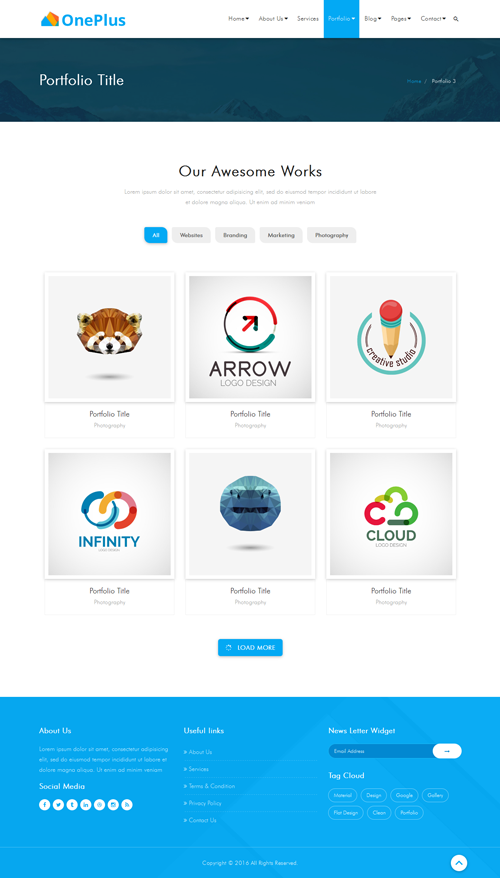 OnePlus
Home About Us Services Portfolio Blog Pages Contact
Portfolio Title
Home / Portfolio 3
Our Awesome Works
Lorem ipsum dolor sit amet, consectetur adipisicing elit, sed do eiusmod tempor incididunt ut labore
et dolore magna aliqua. Ut enim ad minim veniam
All Websites Branding Marketing Photography
ARROW
LOGO DESIGN
creative studio
Portfolio Title
Photography
Portfolio Title
Photography
Portfolio Title
Photography
INFINITY
LOGO DESIGN
CLOUD
LOGO DESIGN
Portfolio Title
Photography
Portfolio Title
Photography
Portfolio Title
Photography
LOAD MORE
About Us
Lorem ipsum dolor sit amet, consectetur adipisicing
elit, sed do eiusmod tempor incididunt ut labore et
dolore magna aliqua. Ut enim ad minim veniam
Social Media
Useful links
» About Us
» Services
» Terms & Condition
» Privacy Policy
» Contact Us
News Letter Widget
Email Address
Tag Cloud
Material Design Google Gallery
Flat Design Clean Portfolio
Copyright © 2016 All Rights Reserved.